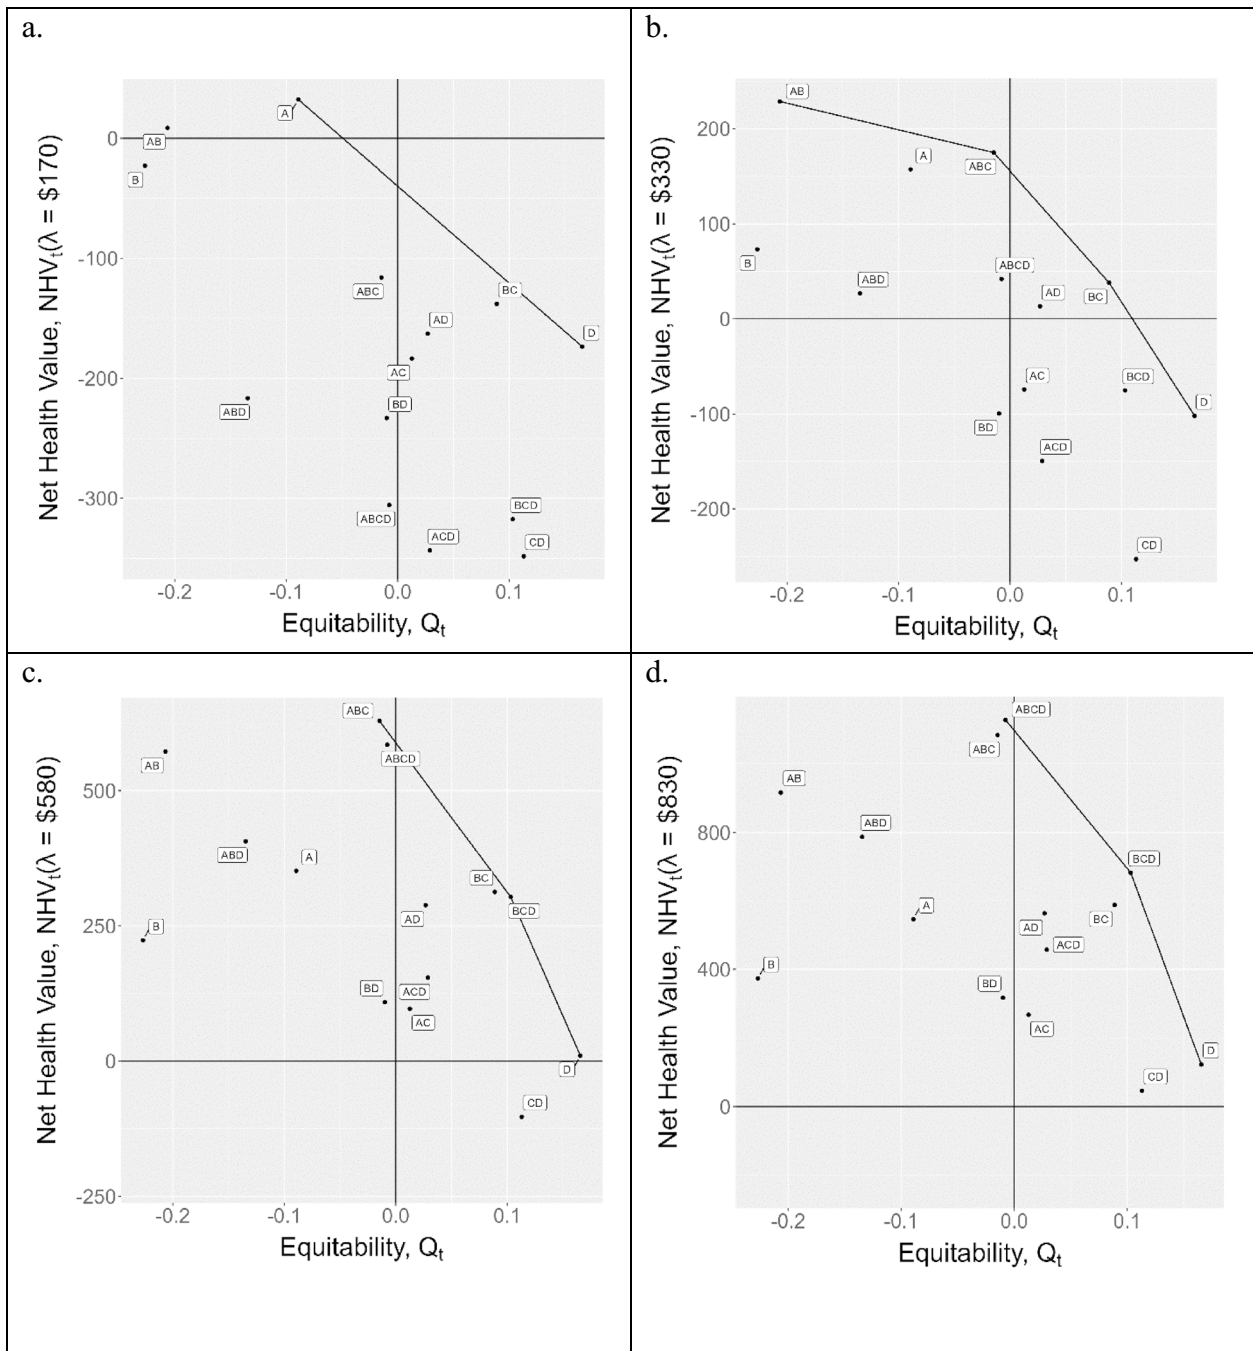 a.
Net Health Value, NHVₜ(λ = $170)
0
-100
-200
-300
A
AB
B
ABC
BC
AD
D
AC
BD
ABD
ABCD
BCD
ACD
CD
-0.2
-0.1
0.0
0.1
Equitability, Qₜ
b.
Net Health Value, NHVₜ(λ = $330)
200
100
0
-100
-200
AB
A
ABC
B
ABD
ABCD
AD
BC
AC
BCD
D
BD
ACD
CD
-0.2
-0.1
0.0
0.1
Equitability, Qₜ
c.
Net Health Value, NHVₜ(λ = $580)
500
250
0
-250
ABC
AB
ABCD
ABD
A
BC
B
AD
BCD
BD
ACD
AC
D
CD
-0.2
-0.1
0.0
0.1
Equitability, Qₜ
d.
Net Health Value, NHVₜ(λ = $830)
800
400
0
ABCD
ABC
AB
ABD
BCD
A
AD
BC
ACD
B
BD
AC
D
CD
-0.2
-0.1
0.0
0.1
Equitability, Qₜ